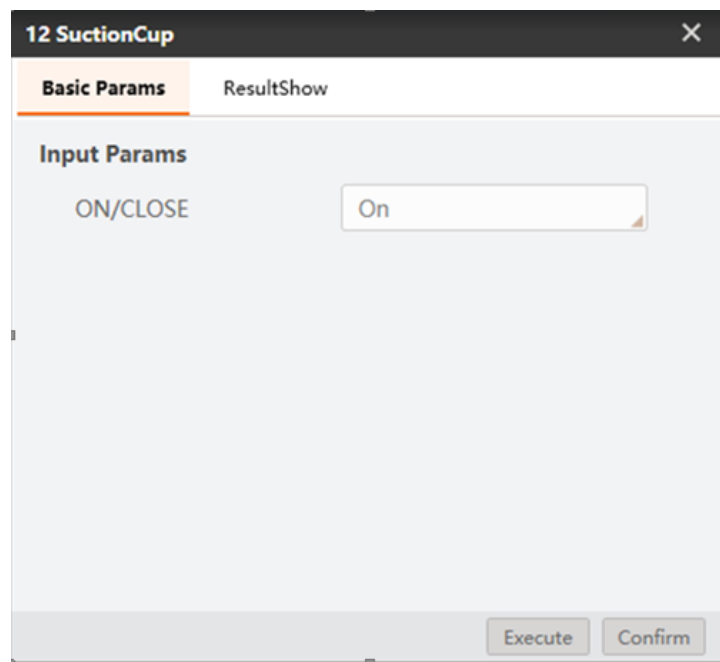 12 SuctionCup
Basic Params ResultShow
Input Params
ON/CLOSE On
Execute Confirm